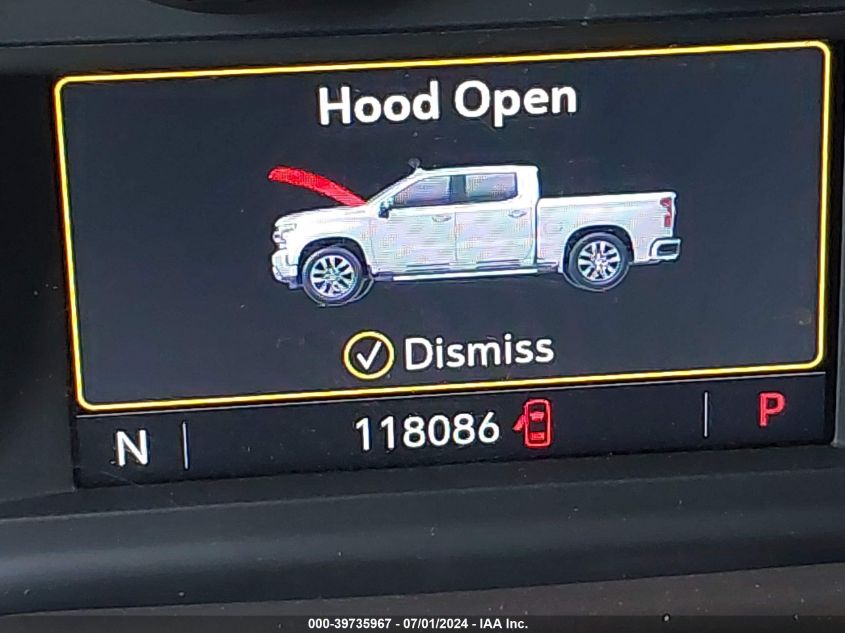 Hood Open
Dismiss
N 118086 P
000-39735967 - 07/01/2024 - IAA Inc.